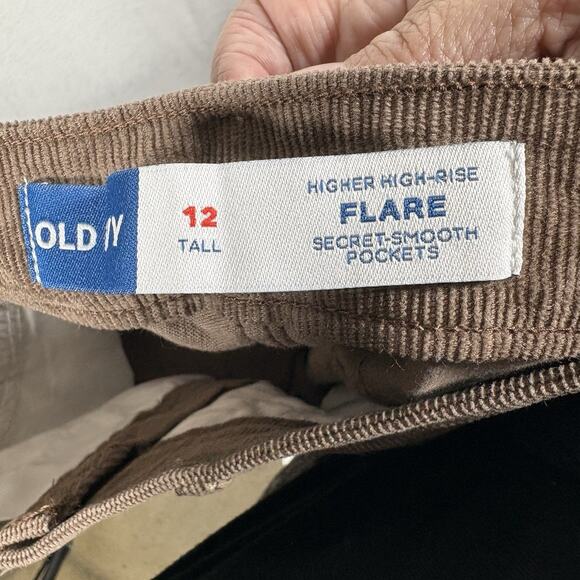 OLD
12
TALL
HIGHER HIGH-RISE
FLARE
SECRET-SMOOTH
POCKETS